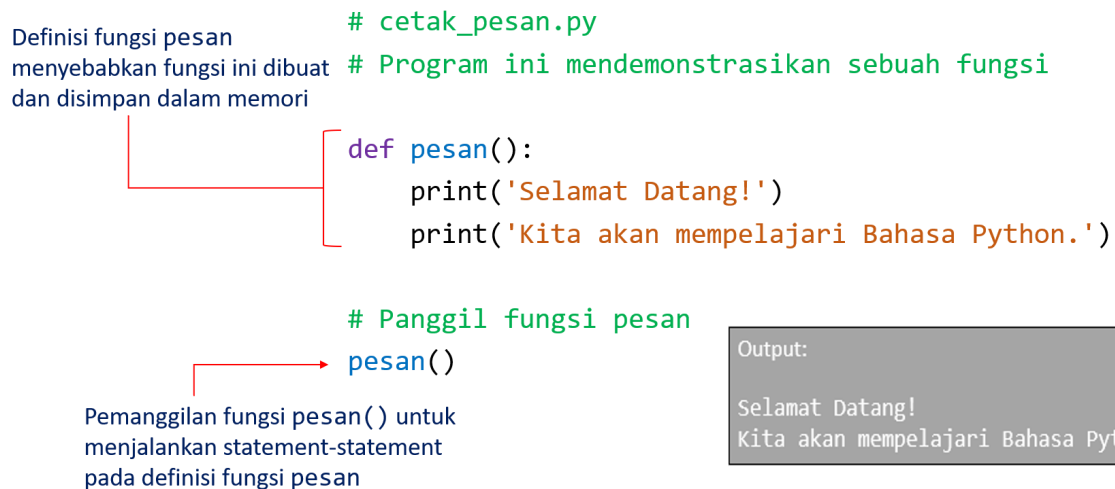 Definisi fungsi pesan
menyebabkan fungsi ini dibuat
dan disimpan dalam memori
# cetak_pesan.py
# Program ini mendemonstrasikan sebuah fungsi
def pesan():
print('Selamat Datang!')
print('Kita akan mempelajari Bahasa Python.')
# Panggil fungsi pesan
pesan()
Pemanggilan fungsi pesan() untuk
menjalankan statement-statement
pada definisi fungsi pesan
Output:
Selamat Datang!
Kita akan mempelajari Bahasa Pyt